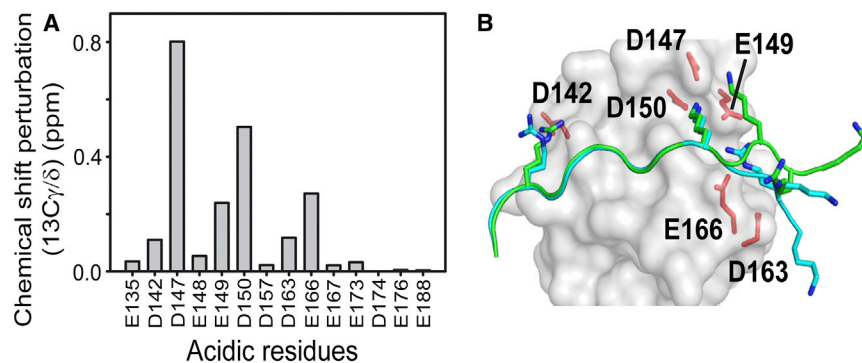 A
Chemical shift perturbation
(13Cγ/δ) (ppm)
0.8
0.4
0.0
E135
D142
D147
E148
E149
D150
D157
D163
E166
E167
E173
D174
E176
E188
Acidic residues
B
D147
E149
D142
D150
E166
D163